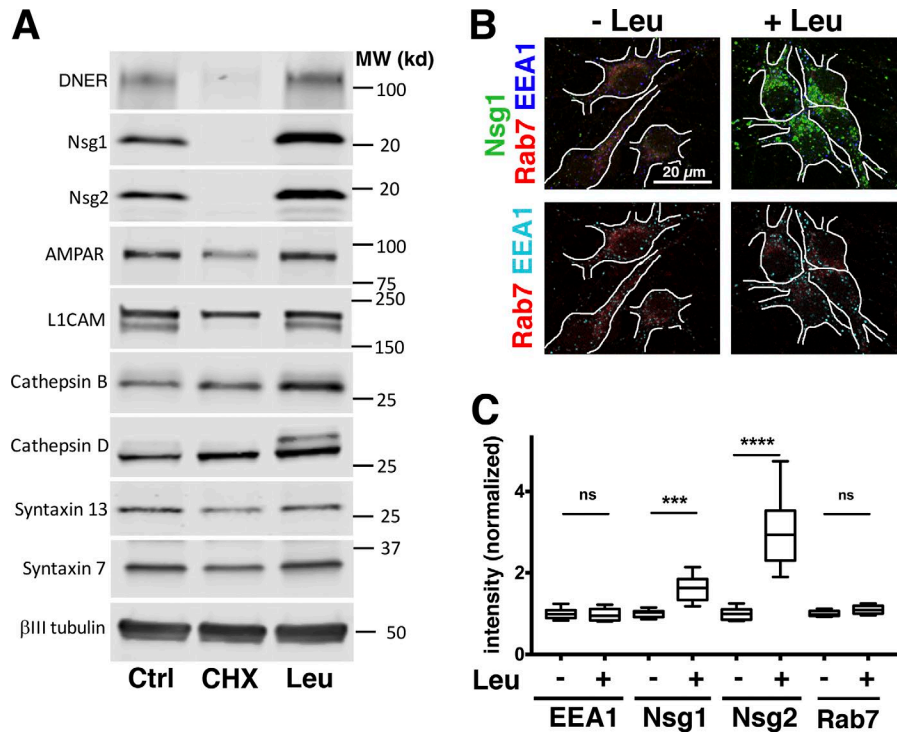 A
MW (kd)
DNER
100
Nsg1
20
Nsg2
20
AMPAR
100
75
L1CAM
250
150
Cathepsin B
25
Cathepsin D
25
Syntaxin 13
25
Syntaxin 7
37
βIII tubulin
50
Ctrl CHX Leu
B
- Leu + Leu
Nsg1
Rab7 EEA1
20 µm
Rab7 EEA1
C
intensity (normalized)
4
2
0
ns
***
****
ns
Leu - + - + - + - +
EEA1 Nsg1 Nsg2 Rab7